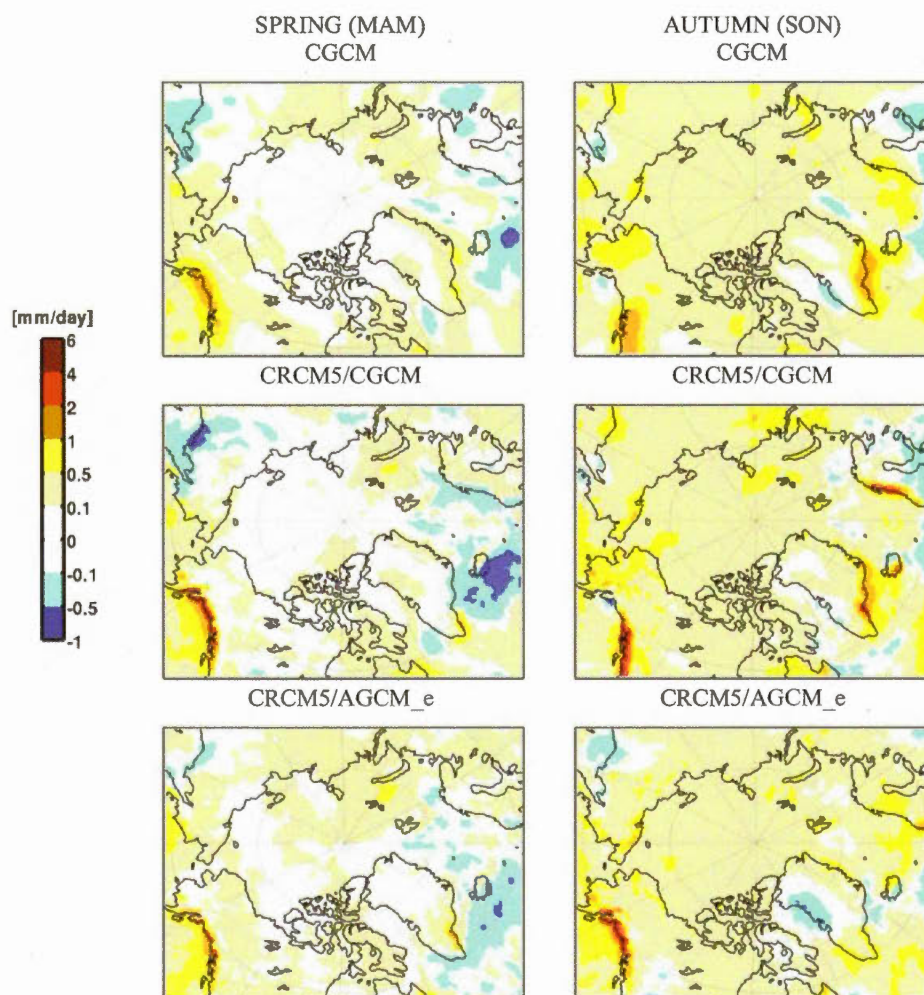 SPRING (MAM)
CGCM
AUTUMN (SON)
CGCM
[mm/day]
6
4
2
1
0.5
0.1
0
-0.1
-0.5
-1
CRCM5/CGCM
CRCM5/CGCM
CRCM5/AGCM_e
CRCM5/AGCM_e